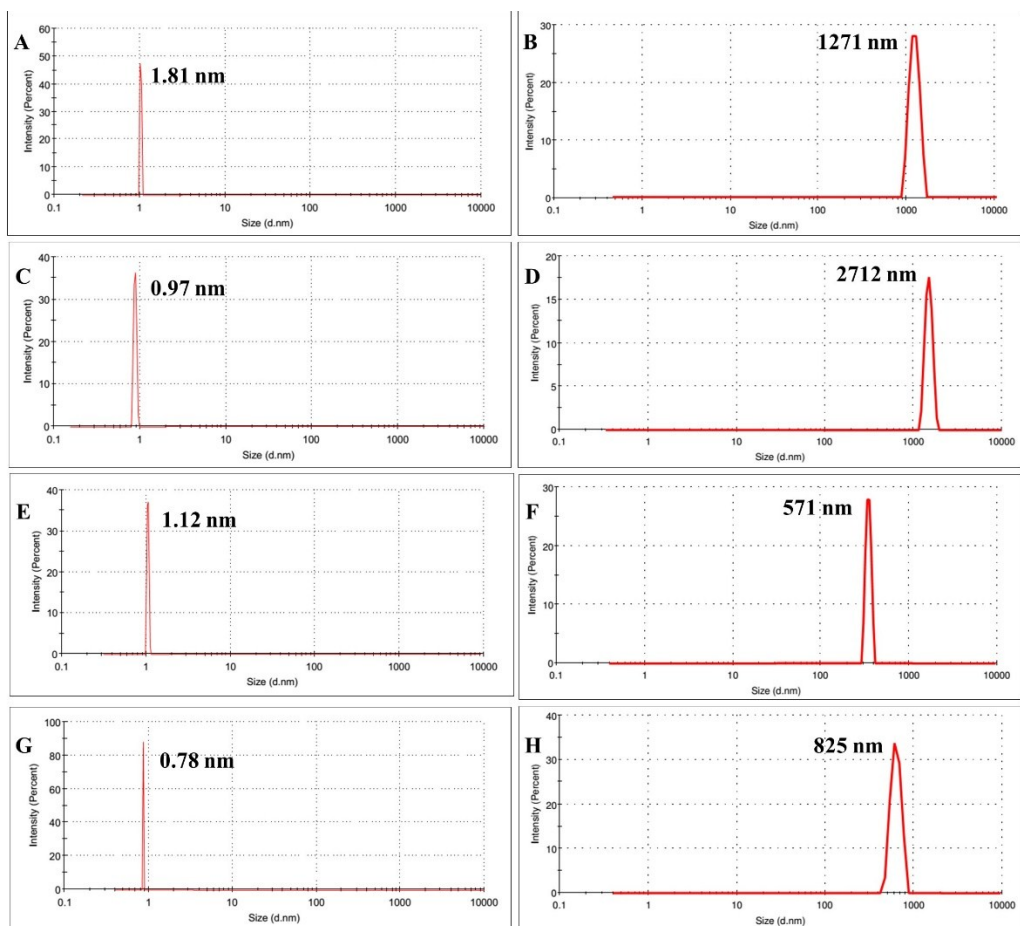 A
1.81 nm
Intensity (Percent)
60
50
40
30
20
10
0
0.1 1 10 100 1000 10000
Size (d.nm)
B
1271 nm
Intensity (Percent)
30
20
10
0
0.1 1 10 100 1000 10000
Size (d.nm)
C
0.97 nm
Intensity (Percent)
40
30
20
10
0
0.1 1 10 100 1000 10000
Size (d.nm)
D
2712 nm
Intensity (Percent)
20
15
10
5
0
0.1 1 10 100 1000 10000
Size (d.nm)
E
1.12 nm
Intensity (Percent)
40
30
20
10
0
0.1 1 10 100 1000 10000
Size (d.nm)
F
571 nm
Intensity (Percent)
30
20
10
0
0.1 1 10 100 1000 10000
Size (d.nm)
G
0.78 nm
Intensity (Percent)
100
80
60
40
20
0
0.1 1 10 100 1000 10000
Size (d.nm)
H
825 nm
Intensity (Percent)
40
30
20
10
0
0.1 1 10 100 1000 10000
Size (d.nm)